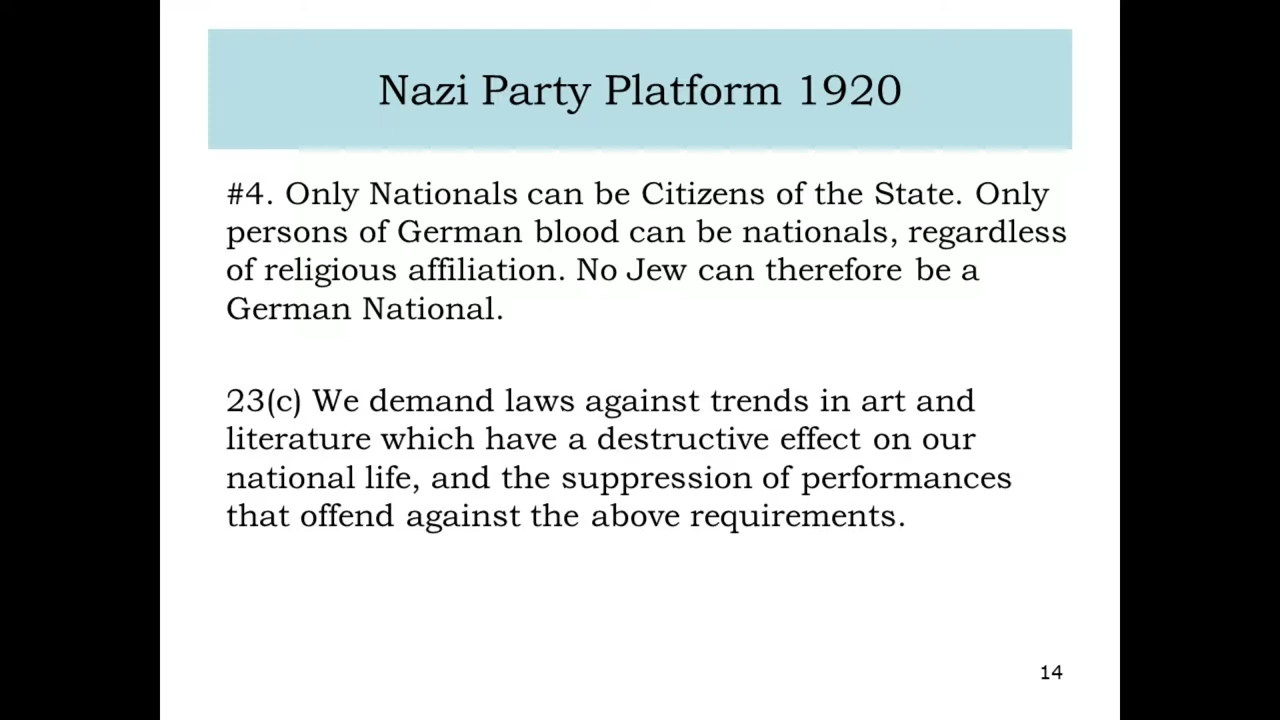 Nazi Party Platform 1920
#4. Only Nationals can be Citizens of the State. Only
persons of German blood can be nationals, regardless
of religious affiliation. No Jew can therefore be a
German National.
23(c) We demand laws against trends in art and
literature which have a destructive effect on our
national life, and the suppression of performances
that offend against the above requirements.
14